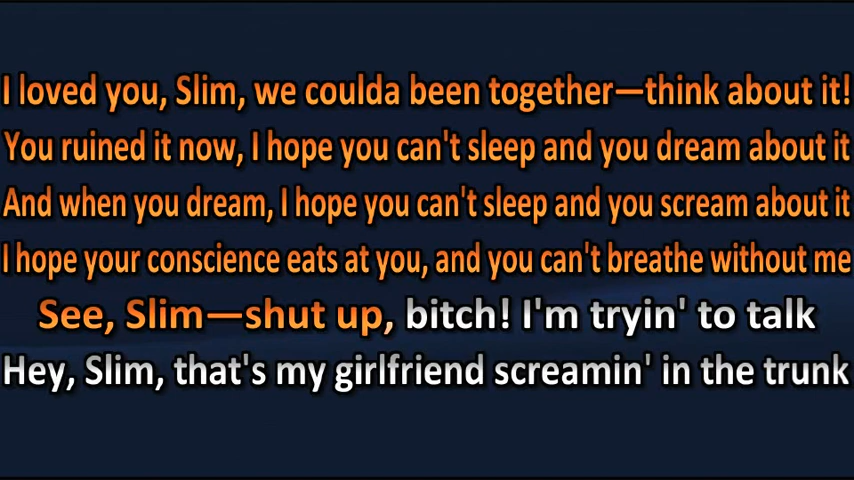 I loved you, Slim, we coulda been together—think about it!
You ruined it now, I hope you can't sleep and you dream about it
And when you dream, I hope you can't sleep and you scream about it
I hope your conscience eats at you, and you can't breathe without me
See, Slim—shut up, bitch! I'm tryin' to talk
Hey, Slim, that's my girlfriend screamin' in the trunk